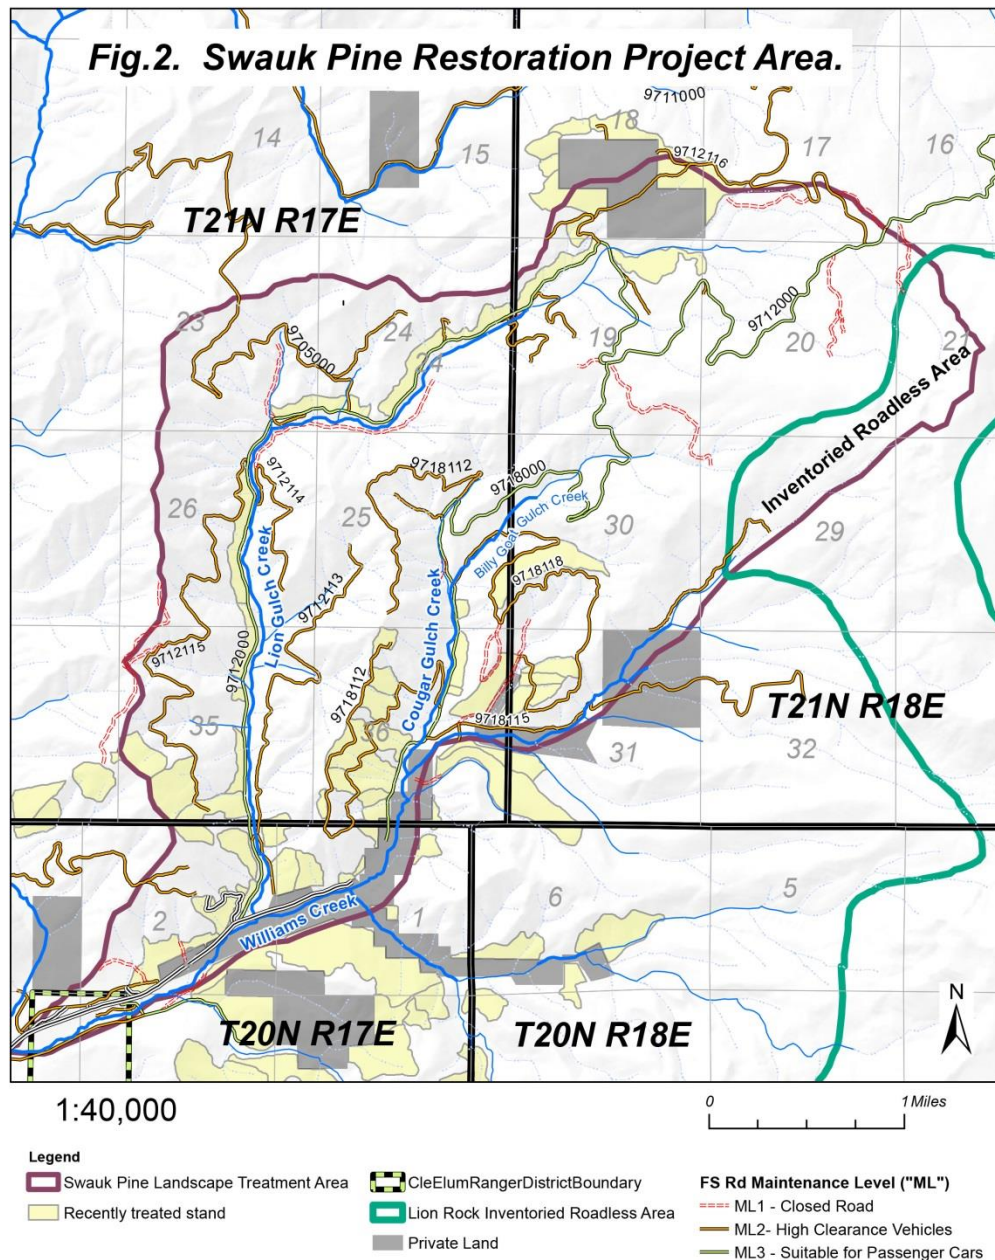 Fig.2. Swauk Pine Restoration Project Area.
9711000
14
15
18
17
16
9712116
T21N R17E
23
24
19
20
21
9705000
24
9712000
Inventoried Roadless Area
9718112
9718000
26
9712114
25
Billy Goat Gulch Creek
30
29
Lion Gulch Creek
9712113
Cougar Gulch Creek
9718118
9712115
9712000
9718112
T21N R18E
35
36
9718115
31
32
2
Williams Creek
1
6
5
T20N R17E
T20N R18E
N
1:40,000
0
1 Miles
Legend
Swauk Pine Landscape Treatment Area
Recently treated stand
CleElumRangerDistrictBoundary
Lion Rock Inventoried Roadless Area
Private Land
FS Rd Maintenance Level ("ML")
ML1 - Closed Road
ML2- High Clearance Vehicles
ML3 - Suitable for Passenger Cars